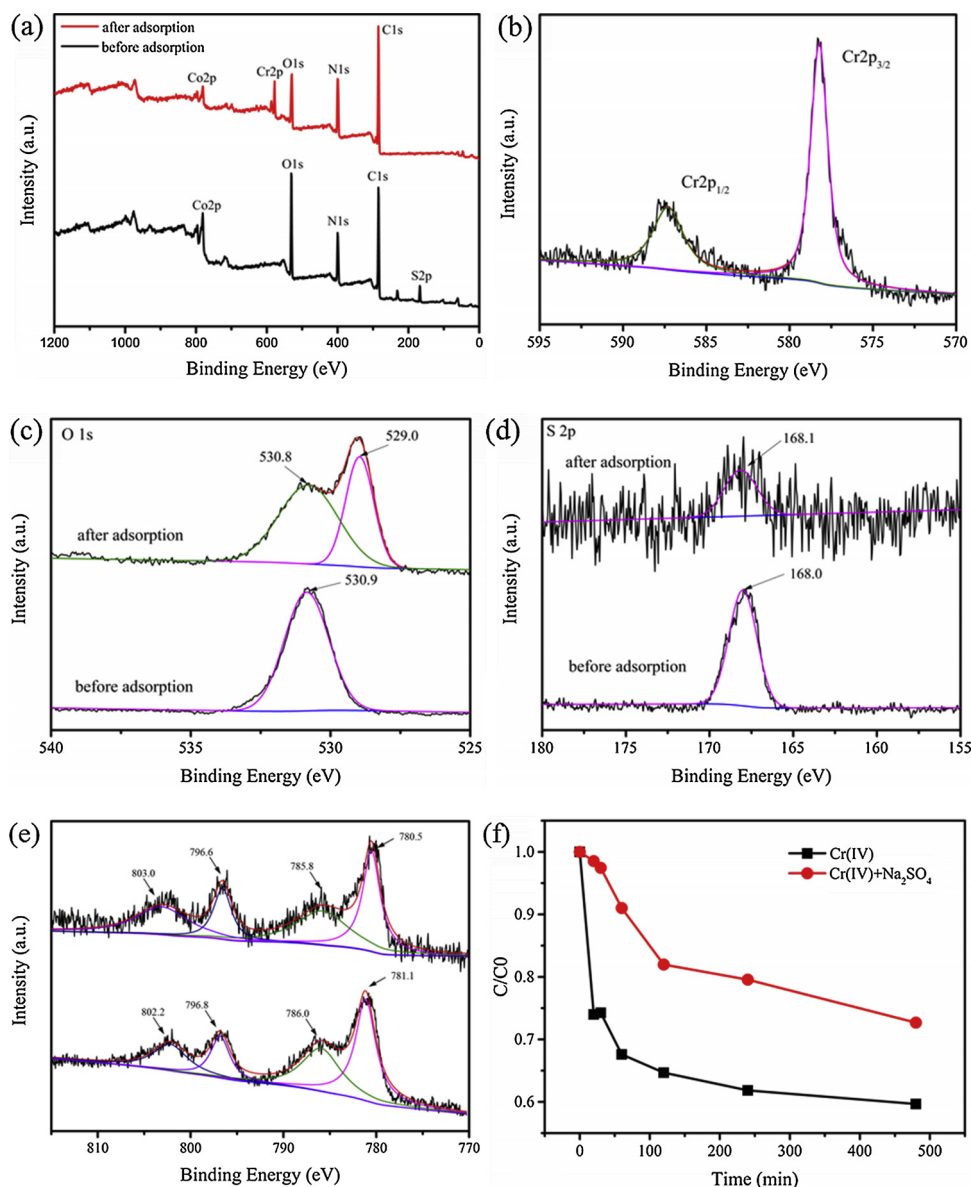 (a)
after adsorption
before adsorption
C1s
Co2p
Cr2p
O1s
N1s
O1s
C1s
Co2p
N1s
S2p
Intensity (a.u.)
1200 1000 800 600 400 200 0
Binding Energy (eV)
(b)
Cr2p3/2
Cr2p1/2
Intensity (a.u.)
595 590 585 580 575 570
Binding Energy (eV)
(c)
O 1s
529.0
530.8
after adsorption
530.9
before adsorption
Intensity (a.u.)
540 535 530 525
Binding Energy (eV)
(d)
S 2p
168.1
after adsorption
168.0
before adsorption
Intensity (a.u.)
180 175 170 165 160 155
Binding Energy (eV)
(e)
780.5
796.6
785.8
803.0
781.1
796.8
786.0
802.2
Intensity (a.u.)
810 800 790 780 770
Binding Energy (eV)
(f)
Cr(IV)
Cr(IV)+Na2SO4
C/C0
1.0
0.9
0.8
0.7
0.6
0 100 200 300 400 500
Time (min)